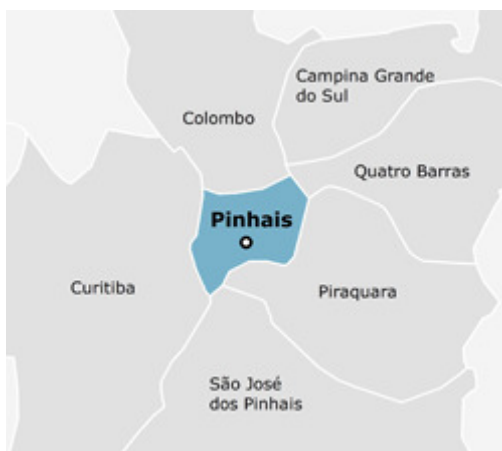 Campina Grande
do Sul
Colombo
Quatro Barras
Pinhais
Curitiba
Piraquara
São José
dos Pinhais